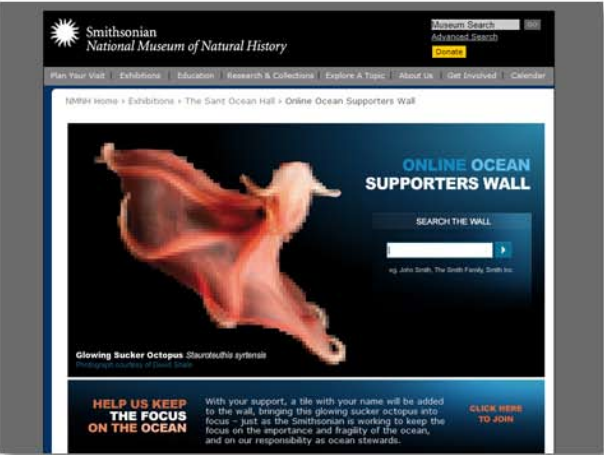 Smithsonian
National Museum of Natural History
Museum Search GO
Advanced Search
Donate
Plan Your Visit | Exhibitions | Education | Research & Collections | Explore A Topic | About Us | Get Involved | Calendar
NMNH Home › Exhibitions › The Sant Ocean Hall › Online Ocean Supporters Wall
ONLINE OCEAN
SUPPORTERS WALL
SEARCH THE WALL
eg. John Smith, The Smith Family, Smith Inc
Glowing Sucker Octopus Stauroteuthis syrtensis
Photograph courtesy of David Shale
HELP US KEEP
THE FOCUS
ON THE OCEAN
With your support, a tile with your name will be added
to the wall, bringing this glowing sucker octopus into
focus – just as the Smithsonian is working to keep the
focus on the importance and fragility of the ocean,
and on our responsibility as ocean stewards.
CLICK HERE
TO JOIN